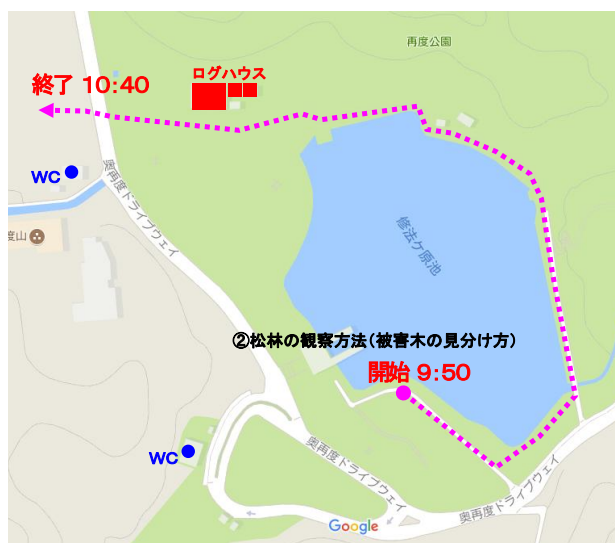 再度公園
ログハウス
終了 10:40
WC
奥再度ドライブウェイ
度山
修法ケ原池
②松林の観察方法(被害木の見分け方)
開始 9:50
WC
奥再度ドライブウェイ
奥再度ドライブウェイ
Google